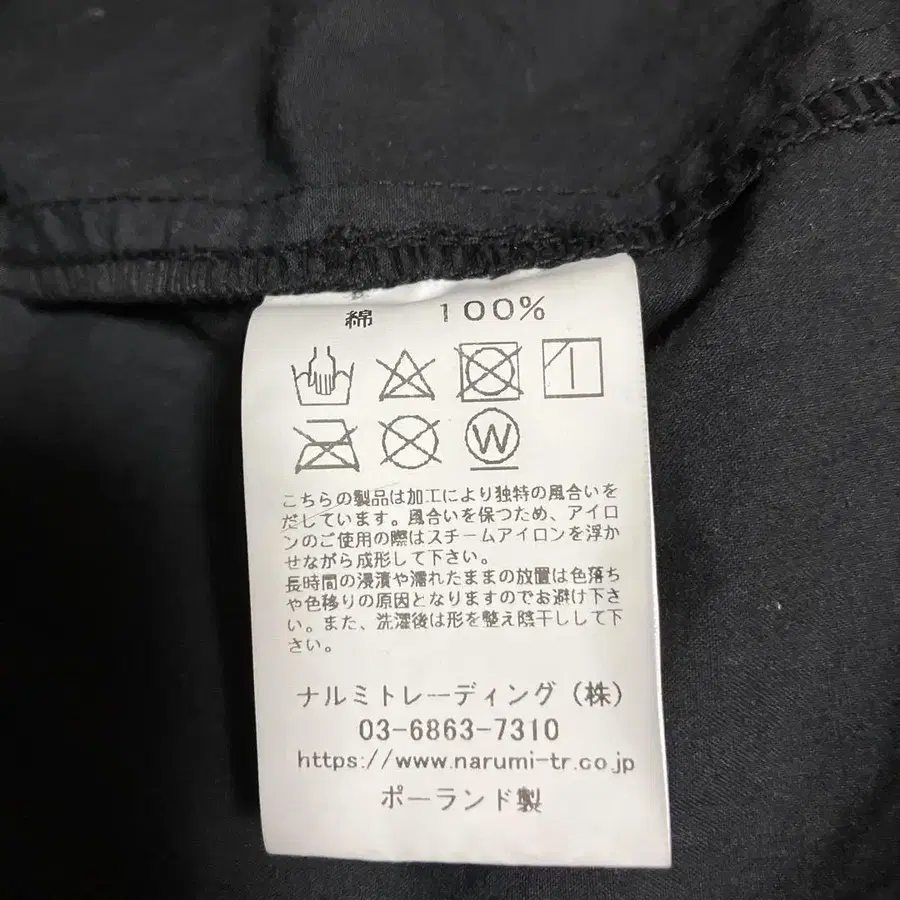 綿 100%
W
こちらの製品は加工により独特の風合いを
だしています。風合いを保つため、アイロ
ンのご使用の際はスチームアイロンを浮か
せながら成形して下さい。
長時間の浸漬や濡れたままの放置は色落ち
や色移りの原因となりますのでお避け下さ
い。また、洗濯後は形を整え陰干しして下
さい。
ナルミトレーディング(株)
03-6863-7310
https://www.narumi-tr.co.jp
ポーランド製